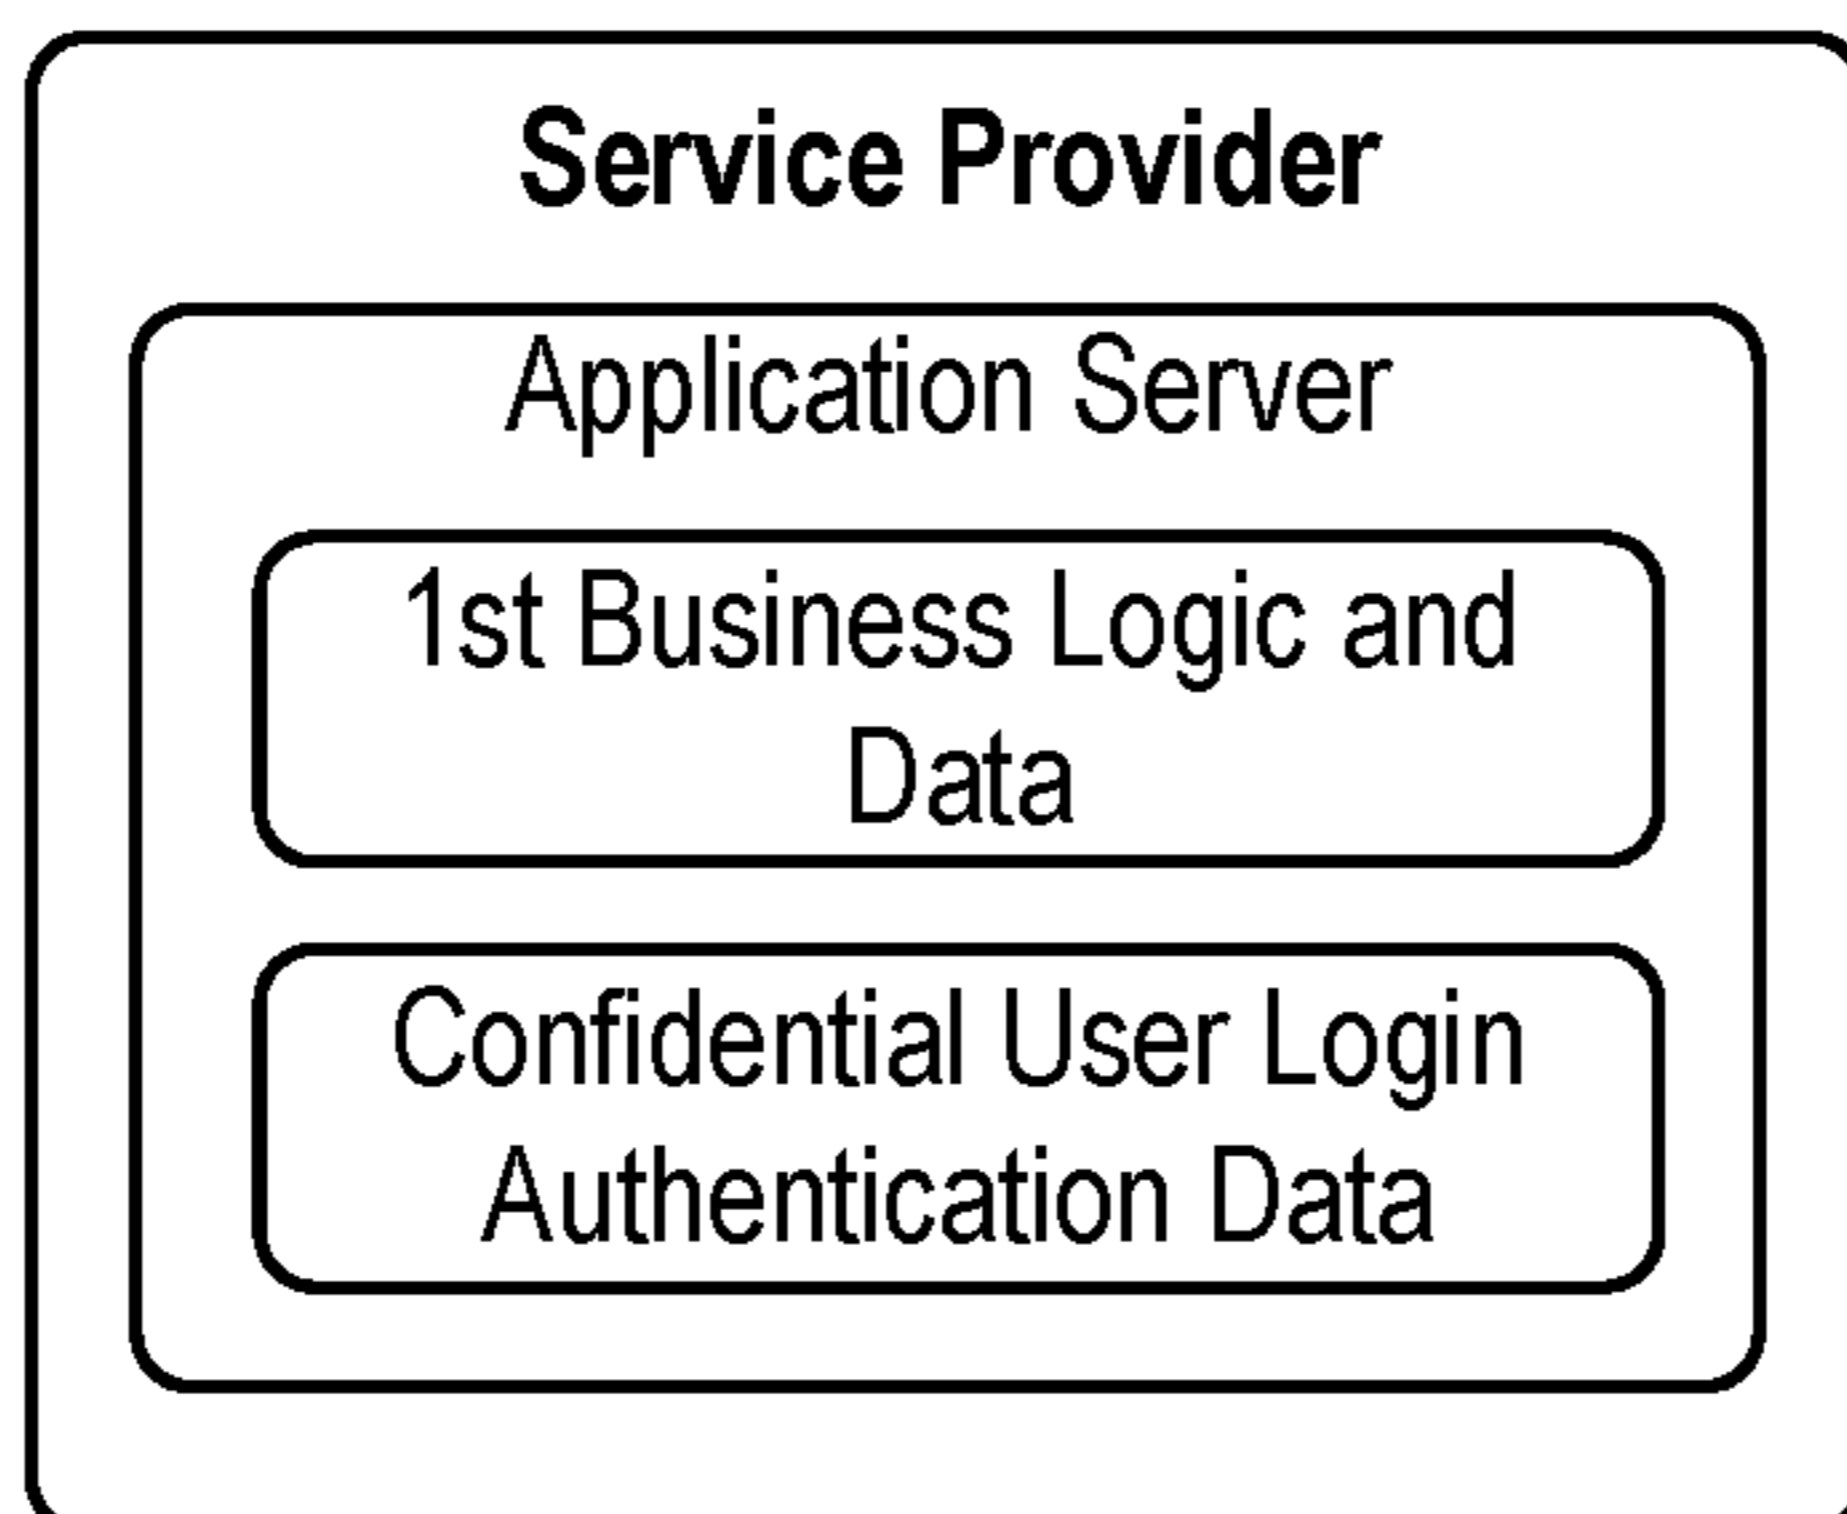 Service Provider
Application Server
1st Business Logic and
Data
Confidential User Login
Authentication Data